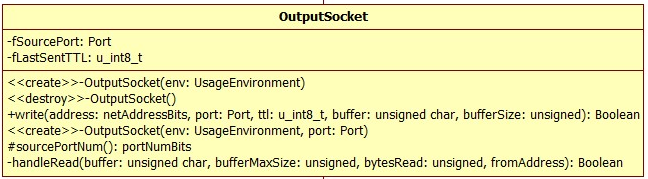 OutputSocket
-fSourcePort: Port
-fLastSentTTL: u_int8_t
<<create>>-OutputSocket(env: UsageEnvironment)
<<destroy>>-OutputSocket()
+write(address: netAddressBits, port: Port, ttl: u_int8_t, buffer: unsigned char, bufferSize: unsigned): Boolean
<<create>>-OutputSocket(env: UsageEnvironment, port: Port)
#sourcePortNum(): portNumBits
-handleRead(buffer: unsigned char, bufferMaxSize: unsigned, bytesRead: unsigned, fromAddress): Boolean